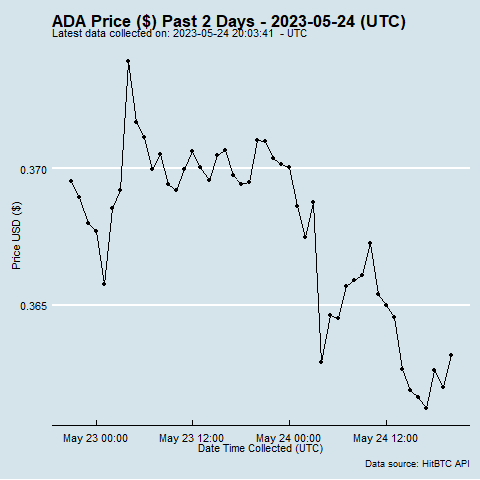 ADA Price ($) Past 2 Days - 2023-05-24 (UTC)
Latest data collected on: 2023-05-24 20:03:41  - UTC
0.370
Price USD ($)
0.365
May 23 00:00
May 23 12:00
May 24 00:00
May 24 12:00
Date Time Collected (UTC)
Data source: HitBTC API